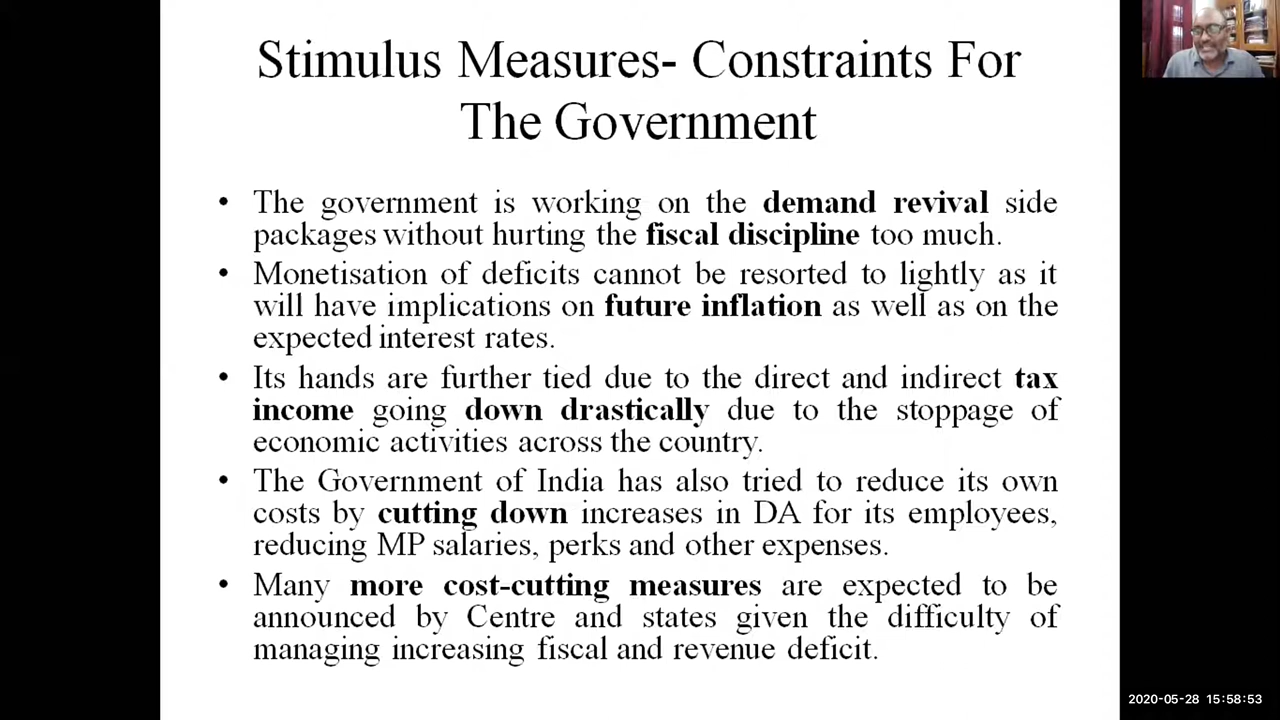 Stimulus Measures- Constraints For
The Government
• The government is working on the demand revival side
packages without hurting the fiscal discipline too much.
• Monetisation of deficits cannot be resorted to lightly as it
will have implications on future inflation as well as on the
expected interest rates.
• Its hands are further tied due to the direct and indirect tax
income going down drastically due to the stoppage of
economic activities across the country.
• The Government of India has also tried to reduce its own
costs by cutting down increases in DA for its employees,
reducing MP salaries, perks and other expenses.
• Many more cost-cutting measures are expected to be
announced by Centre and states given the difficulty of
managing increasing fiscal and revenue deficit.
2020-05-28 15:58:53